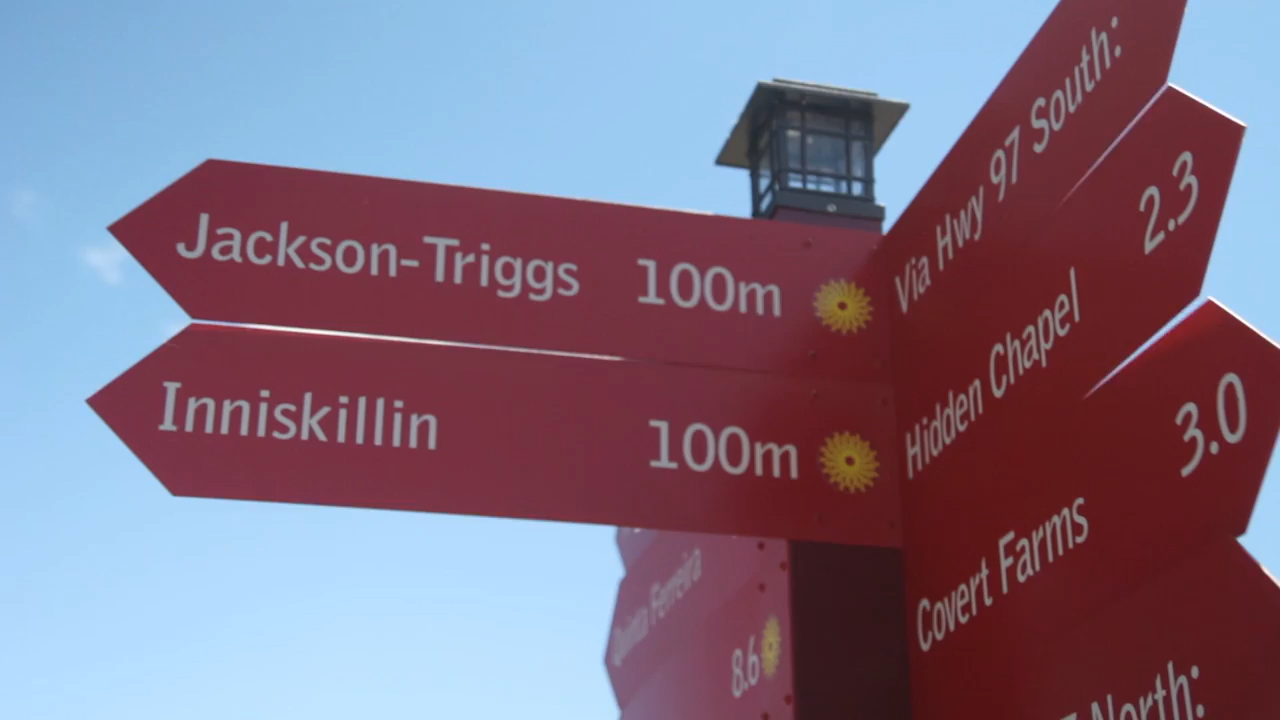 Jackson-Triggs 100m
Inniskillin 100m
Via Hwy 97 South:
Hidden Chapel 2.3
Covert Farms 3.0
North:
Quinta Ferreira
8.6